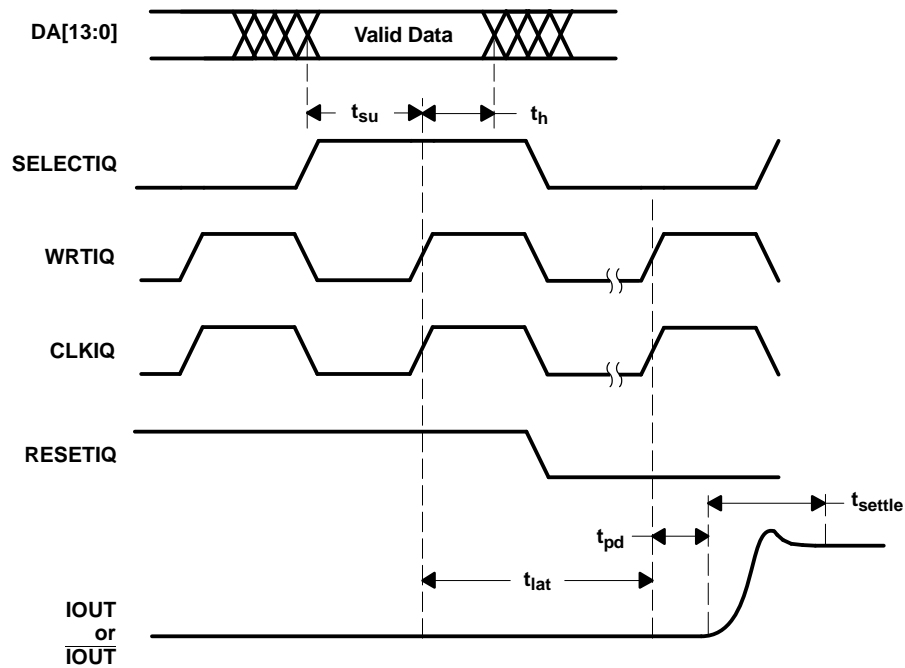 DA[13:0]
Valid Data
tsu
th
SELECTIQ
WRTIQ
CLKIQ
RESETIQ
tsettle
tpd
tlat
IOUT
or
IOUT